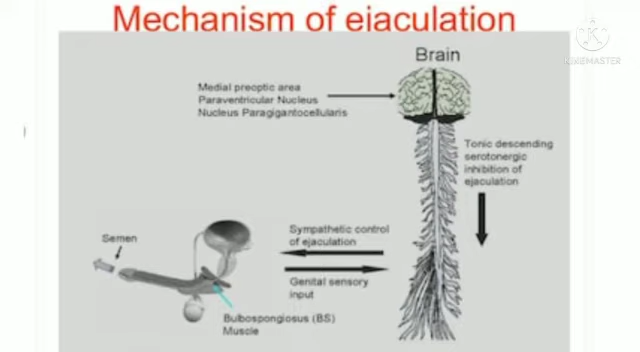 Mechanism of ejaculation
KINEMASTER
Brain
Medial preoptic area
Paraventricular Nucleus
Nucleus Paragigantocellularis
Tonic descending
serotonergic
inhibition of
ejaculation
Sympathetic control
of ejaculation
Semen
Genital sensory
input
Bulbospongiosus (BS)
Muscle